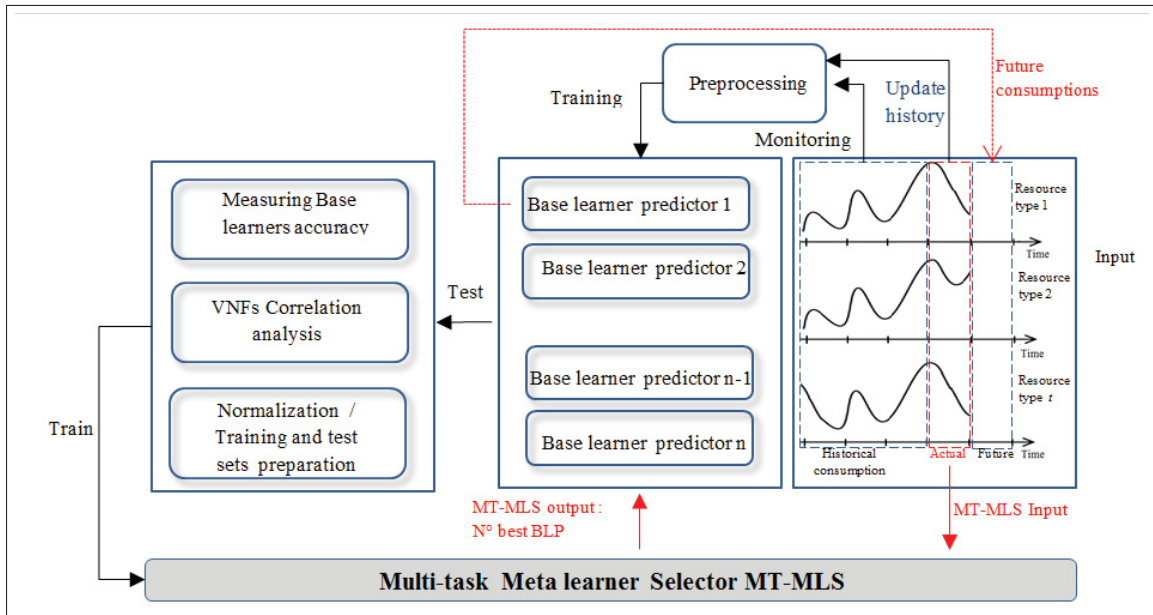 Preprocessing
Training
Monitoring
Update
history
Future
consumptions
Measuring Base
learners accuracy
VNFs Correlation
analysis
Normalization /
Training and test
sets preparation
Train
Test
Base learner predictor 1
Base learner predictor 2
Base learner predictor n-1
Base learner predictor n
Resource
type 1
Time
Resource
type 2
Time
Resource
type t
Time
Historical
consumption
Actual
Future
Input
MT-MLS output :
N° best BLP
MT-MLS Input
Multi-task Meta learner Selector MT-MLS